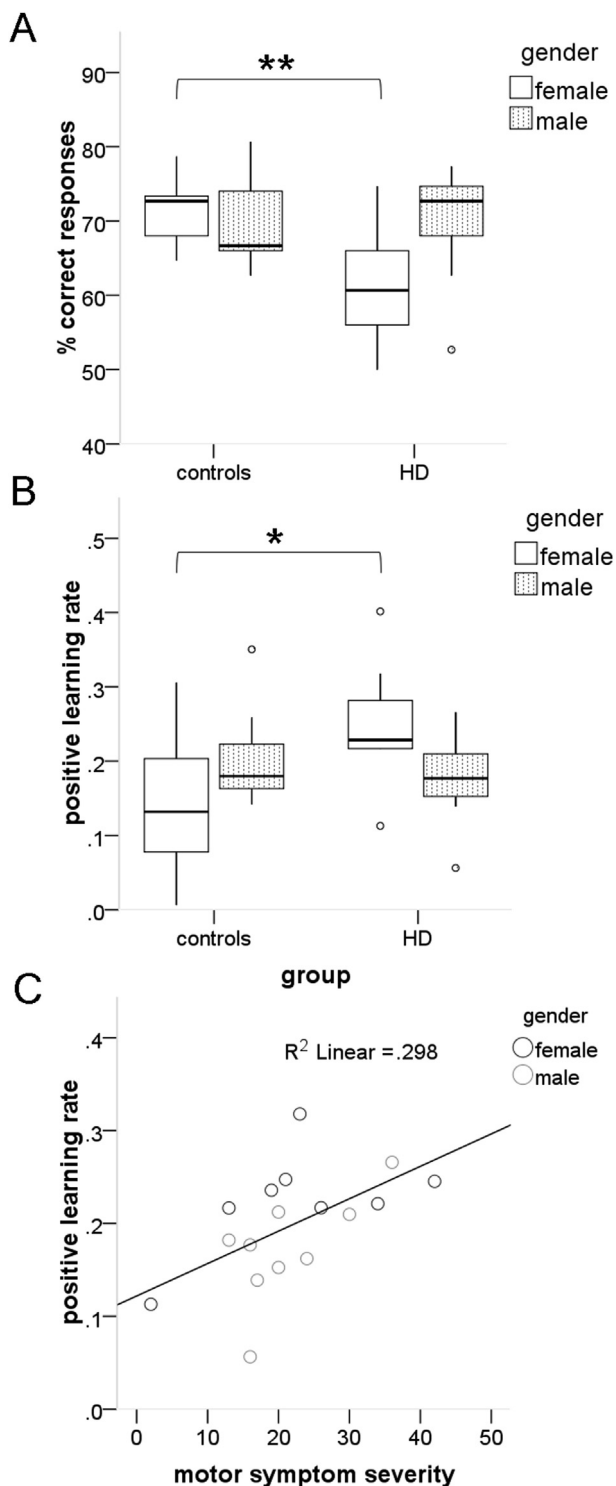 A
gender
female
male
**
90
80
70
60
50
40
% correct responses
controls
HD
B
gender
female
male
*
.5
.4
.3
.2
.1
.0
positive learning rate
controls
HD
group
C
gender
female
male
R² Linear =.298
.4
.3
.2
.1
.0
positive learning rate
0 10 20 30 40 50
motor symptom severity